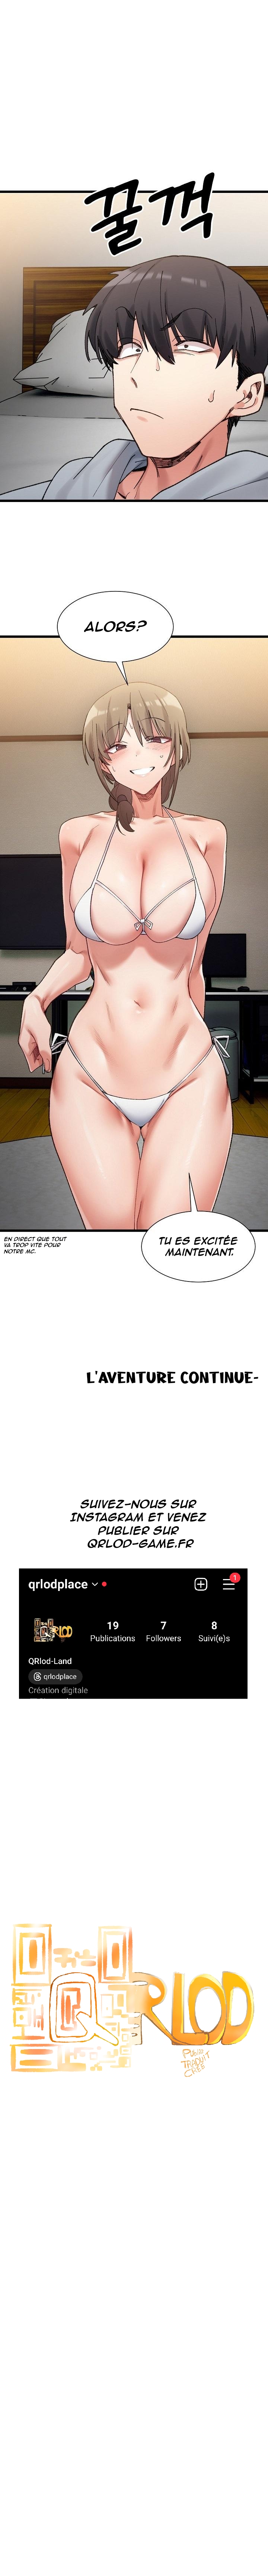 꿀꺽
ALORS?
EN DIRECT QUE TOUT
VA TROP VITE POUR
NOTRE MC.
TU ES EXCITÉE
MAINTENANT.
L'AVENTURE CONTINUE-
SUIVEZ-NOUS SUR
INSTAGRAM ET VENEZ
PUBLIER SUR
QRLOD-GAME.FR
qrlodplace
1
19 7 8
Publications Followers Suivi(e)s
QRlod-Land
qrlodplace
Création digitale
QRLOD